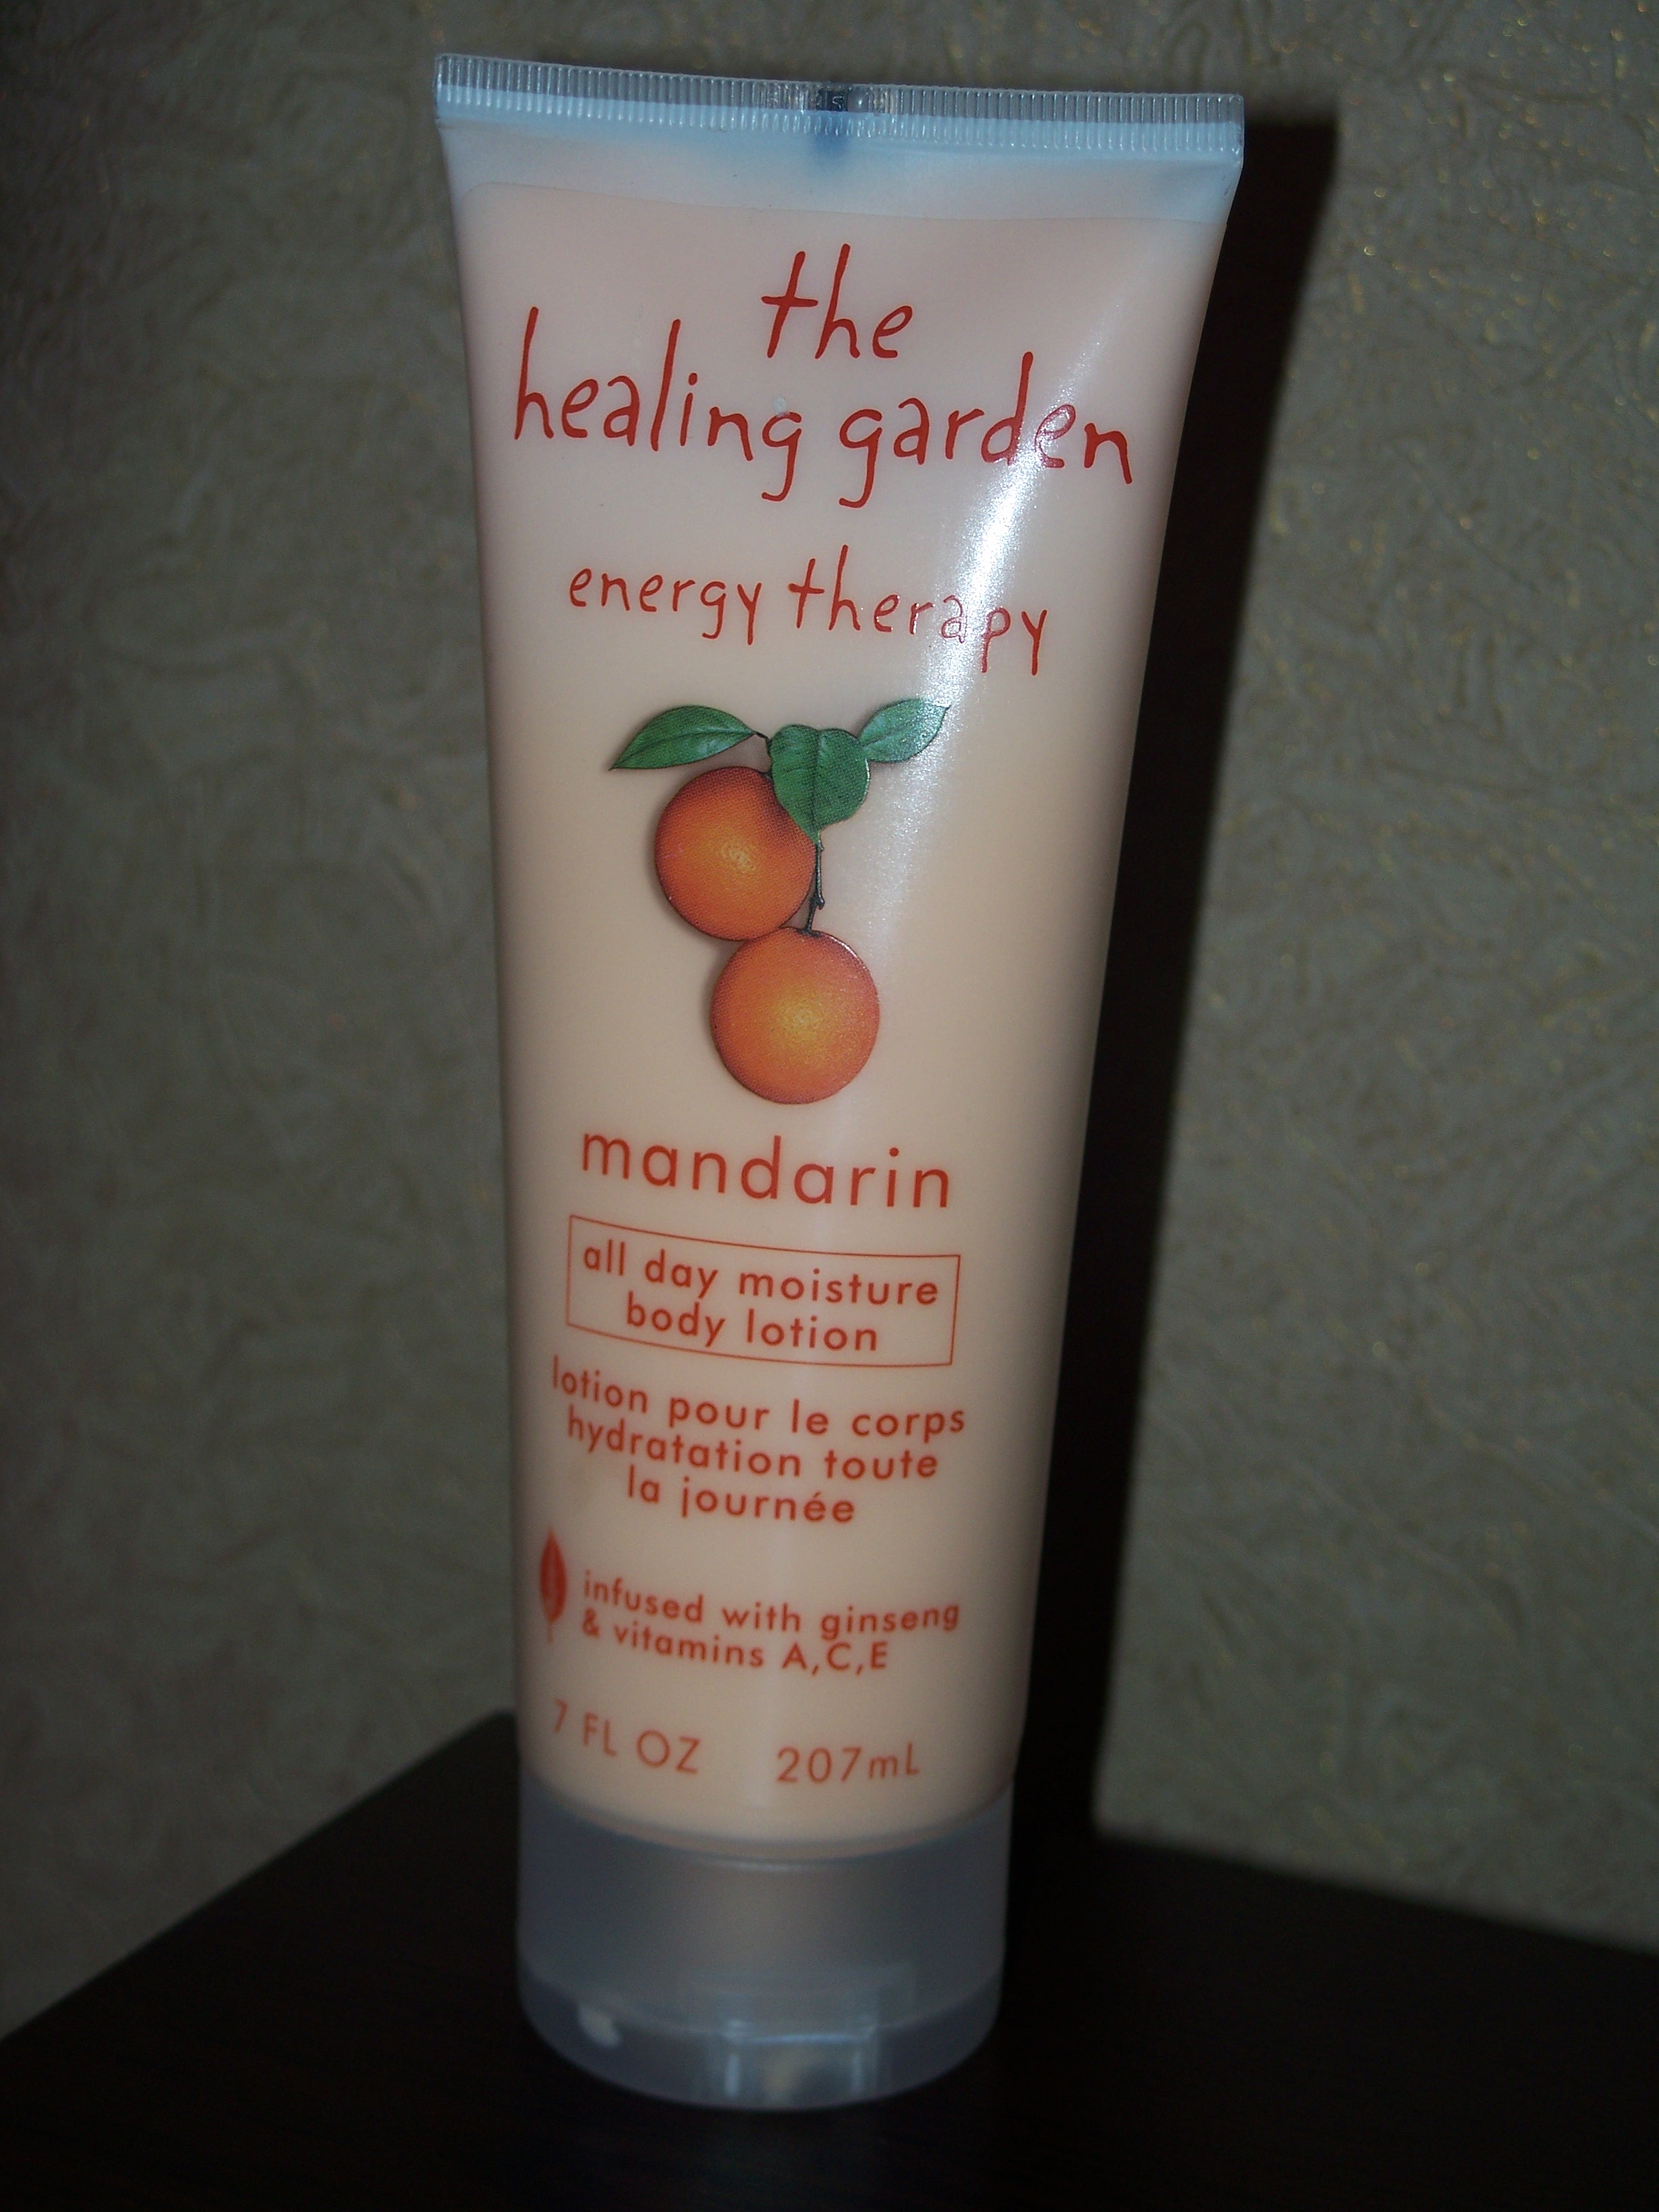 the
healing garden
energy therapy
mandarin
all day moisture
body lotion
lotion pour le corps
hydratation toute
la journée
infused with ginseng
& vitamins A,C,E
7 FL OZ 207mL